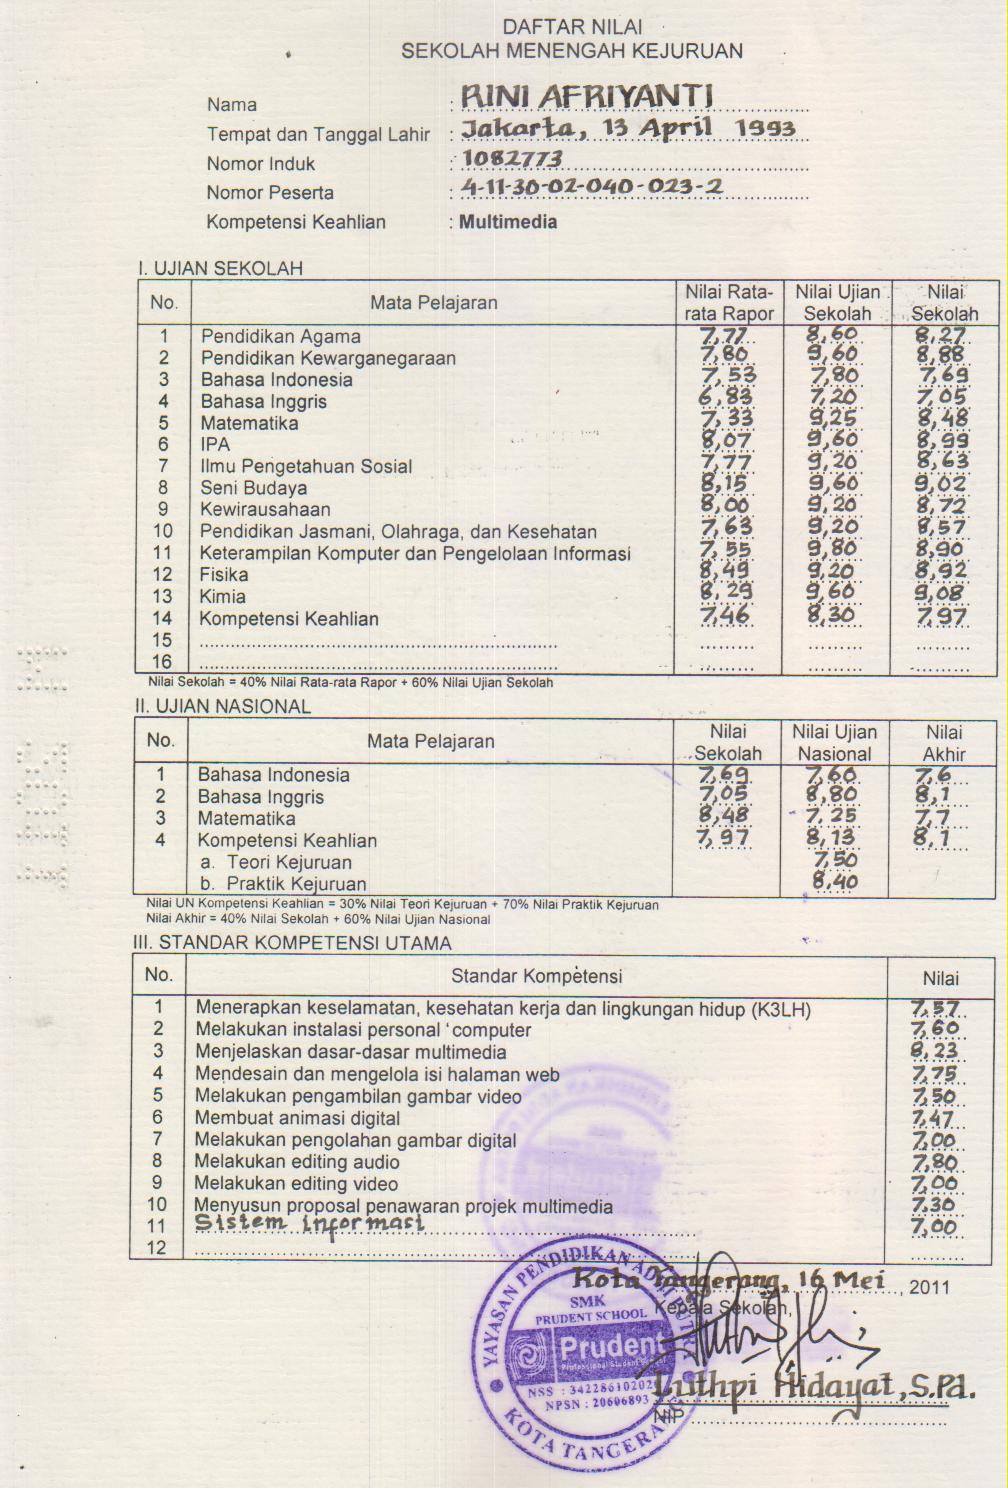 DAFTAR NILAI
SEKOLAH MENENGAH KEJURUAN
Nama : RINI AFRIYANTI
Tempat dan Tanggal Lahir : Jakarta, 13 April 1993
Nomor Induk : 1082773
Nomor Peserta : 4-11-30-02-040-023-2
Kompetensi Keahlian : Multimedia
I. UJIAN SEKOLAH
No. Mata Pelajaran Nilai Rata-rata Rapor Nilai Ujian Sekolah Nilai Sekolah
1 Pendidikan Agama 7,77 8,60 8,27
2 Pendidikan Kewarganegaraan 7,80 9,60 8,88
3 Bahasa Indonesia 7,53 7,80 7,69
4 Bahasa Inggris 6,83 7,20 7,05
5 Matematika 7,33 9,25 8,48
6 IPA 8,07 9,60 8,99
7 Ilmu Pengetahuan Sosial 7,77 9,20 8,63
8 Seni Budaya 8,15 9,60 9,02
9 Kewirausahaan 8,00 9,20 8,72
10 Pendidikan Jasmani, Olahraga, dan Kesehatan 7,63 9,20 8,57
11 Keterampilan Komputer dan Pengelolaan Informasi 7,55 9,80 8,90
12 Fisika 8,49 9,20 8,92
13 Kimia 8,29 9,60 9,08
14 Kompetensi Keahlian 7,46 8,30 7,97
15
16
Nilai Sekolah = 40% Nilai Rata-rata Rapor + 60% Nilai Ujian Sekolah
II. UJIAN NASIONAL
No. Mata Pelajaran Nilai Sekolah Nilai Ujian Nasional Nilai Akhir
1 Bahasa Indonesia 7,69 7,60 7,6
2 Bahasa Inggris 7,05 8,80 8,1
3 Matematika 8,48 7,25 7,7
4 Kompetensi Keahlian 7,97 8,13 8,1
a. Teori Kejuruan 7,50
b. Praktik Kejuruan 8,40
Nilai UN Kompetensi Keahlian = 30% Nilai Teori Kejuruan + 70% Nilai Praktik Kejuruan
Nilai Akhir = 40% Nilai Sekolah + 60% Nilai Ujian Nasional
III. STANDAR KOMPETENSI UTAMA
No. Standar Kompetensi Nilai
1 Menerapkan keselamatan, kesehatan kerja dan lingkungan hidup (K3LH) 7,57
2 Melakukan instalasi personal computer 7,60
3 Menjelaskan dasar-dasar multimedia 8,23
4 Mendesain dan mengelola isi halaman web 7,75
5 Melakukan pengambilan gambar video 7,50
6 Membuat animasi digital 7,47
7 Melakukan pengolahan gambar digital 7,00
8 Melakukan editing audio 7,80
9 Melakukan editing video 7,00
10 Menyusun proposal penawaran projek multimedia 7,30
11 Sistem informasi 7,00
12
Kota Tangerang, 16 Mei, 2011
Kepala Sekolah,
YAYASAN PENDIDIKAN
SMK
PRUDENT SCHOOL
Prudent
NPSN : 20606893
KOTA TANGERANG
Luthpi Hidayat, S.Pd.
NIP